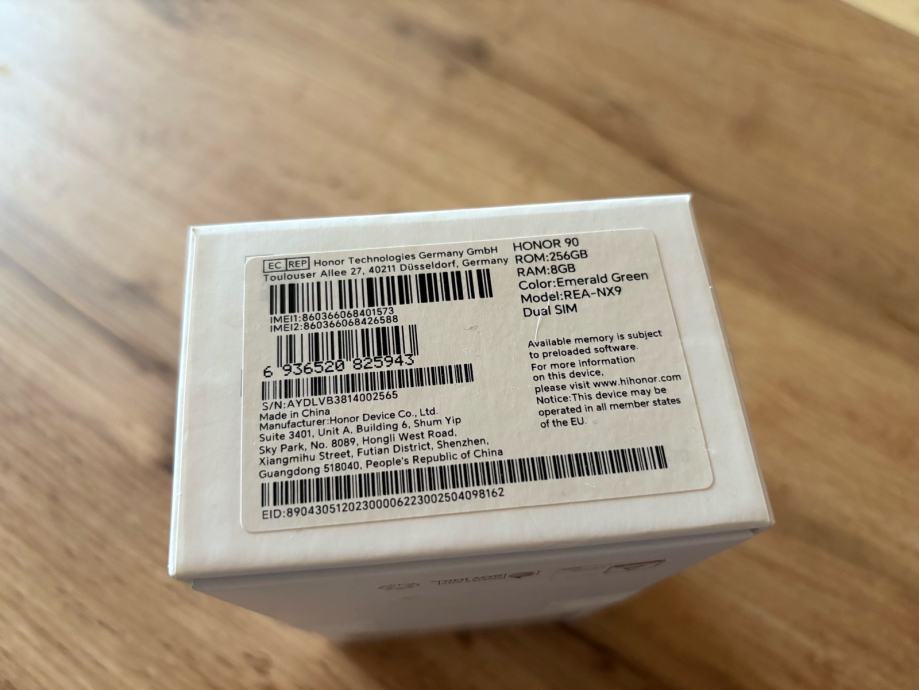 EC REP Honor Technologies Germany GmbH
Toulouser Allee 27, 40211 Düsseldorf, Germany
IMEI1:860366068401573
IMEI2:860366068426588
6 936520 825943
S/N:AYDLVB3814002565
Made in China
Manufacturer:Honor Device Co., Ltd.
Suite 3401, Unit A, Building 6, Shum Yip
Sky Park, No. 8089, Hongli West Road,
Xiangmihu Street, Futian District, Shenzhen,
Guangdong 518040, People's Republic of China
EID:89043051202300006223002504098162
HONOR 90
ROM:256GB
RAM:8GB
Color:Emerald Green
Model:REA-NX9
Dual SIM
Available memory is subject
to preloaded software.
For more information
on this device,
please visit www.hihonor.com
Notice:This device may be
operated in all member states
of the EU.